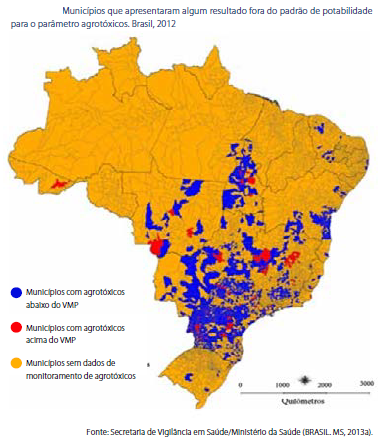 Municípios que apresentaram algum resultado fora do padrão de potabilidade
para o parâmetro agrotóxicos. Brasil, 2012
Municípios com agrotóxicos
abaixo do VMP
Municípios com agrotóxicos
acima do VMP
Municípios sem dados de
monitoramento de agrotóxicos
0 1000 2000 3000
Quiômetros
Fonte: Secretaria de Vigilância em Saúde/Ministério da Saúde (BRASIL. MS, 2013a).